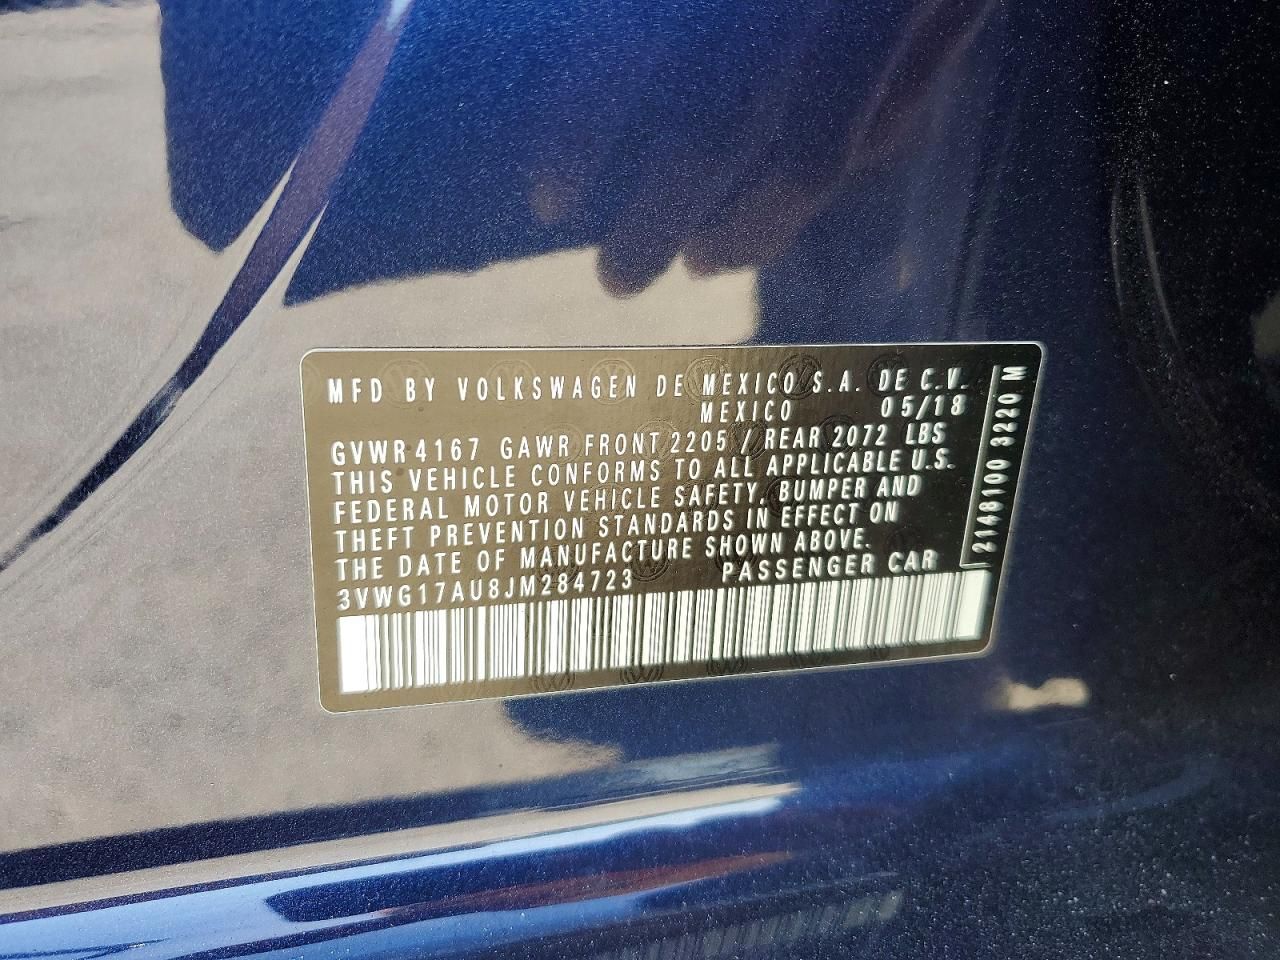 MFD BY VOLKSWAGEN DE MEXICO S.A. DE C.V.
MEXICO 05/18
GVWR 4167 GAWR FRONT 2205 / REAR 2072 LBS
THIS VEHICLE CONFORMS TO ALL APPLICABLE U.S.
FEDERAL MOTOR VEHICLE SAFETY, BUMPER AND
THEFT PREVENTION STANDARDS IN EFFECT ON
THE DATE OF MANUFACTURE SHOWN ABOVE.
3VWG17AU8JM284723 PASSENGER CAR
2148100 3220 M